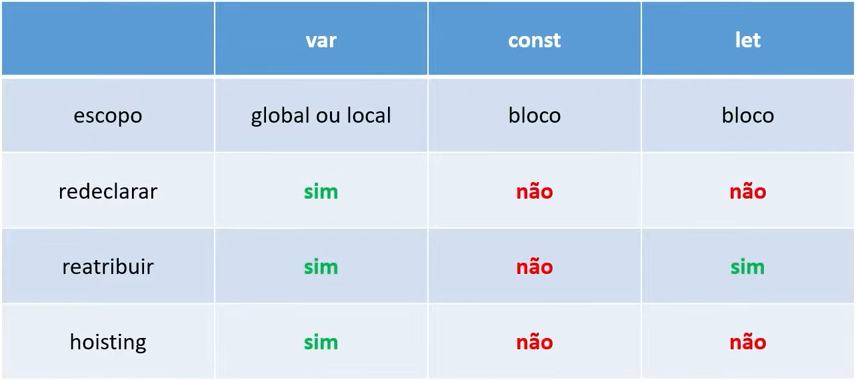 var const let
escopo global ou local bloco bloco
redeclarar sim não não
reatribuir sim não sim
hoisting sim não não